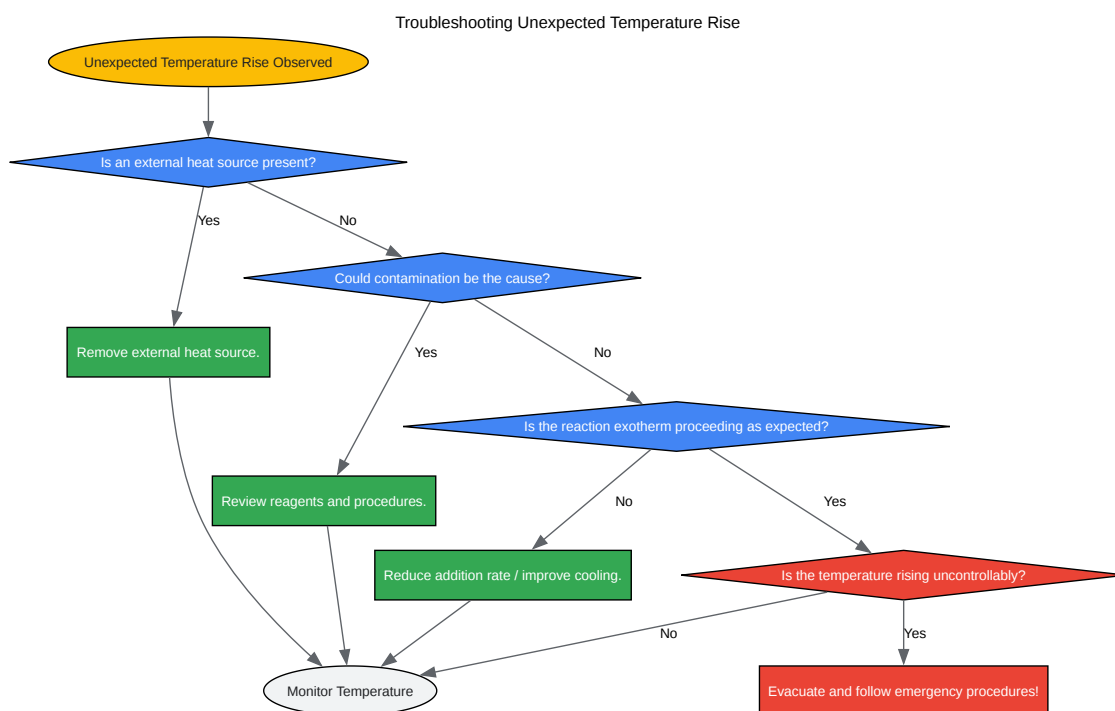 Troubleshooting Unexpected Temperature Rise
Unexpected Temperature Rise Observed
Is an external heat source present?
Yes
No
Could contamination be the cause?
Remove external heat source.
Yes
No
Is the reaction exotherm proceeding as expected?
Review reagents and procedures.
No
Yes
Reduce addition rate / improve cooling.
Is the temperature rising uncontrollably?
No
Yes
Monitor Temperature
Evacuate and follow emergency procedures!